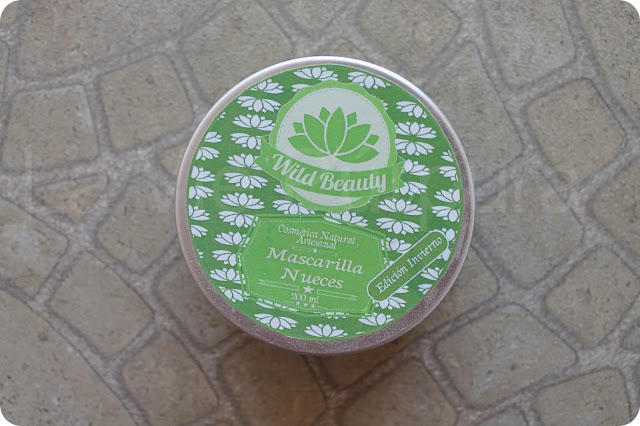 Wild Beauty
Cosmética Natural
Artesanal
Mascarilla
Nueces
200 ml
Edición Invierno